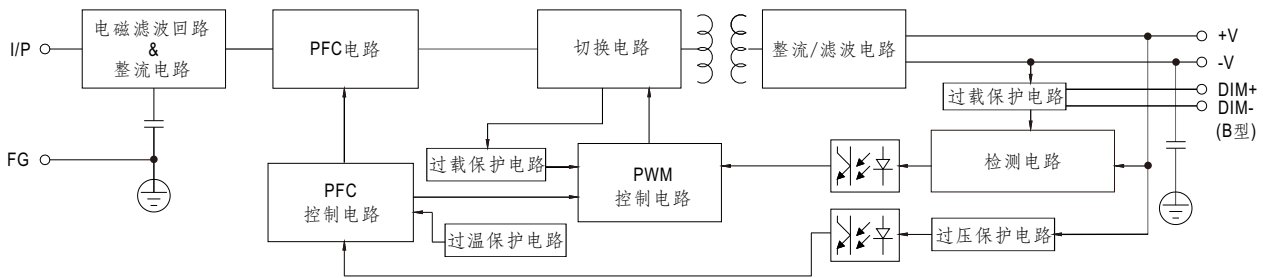 I/P
电磁滤波回路
&
整流电路
PFC电路
切换电路
整流/滤波电路
+V
-V
DIM+
DIM-
(B型)
过载保护电路
FG
过载保护电路
PWM
控制电路
检测电路
PFC
控制电路
过温保护电路
过压保护电路